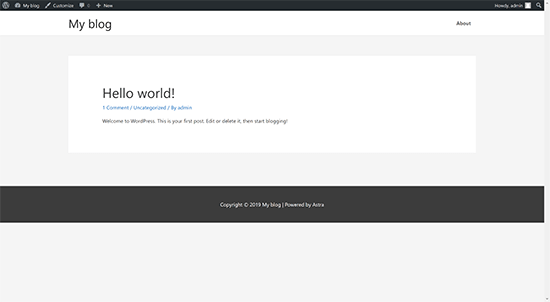 My blog Customize 0 New Howdy, admin
My blog About
Hello world!
1 Comment / Uncategorized / By admin
Welcome to WordPress. This is your first post. Edit or delete it, then start blogging!
Copyright © 2019 My blog | Powered by Astra